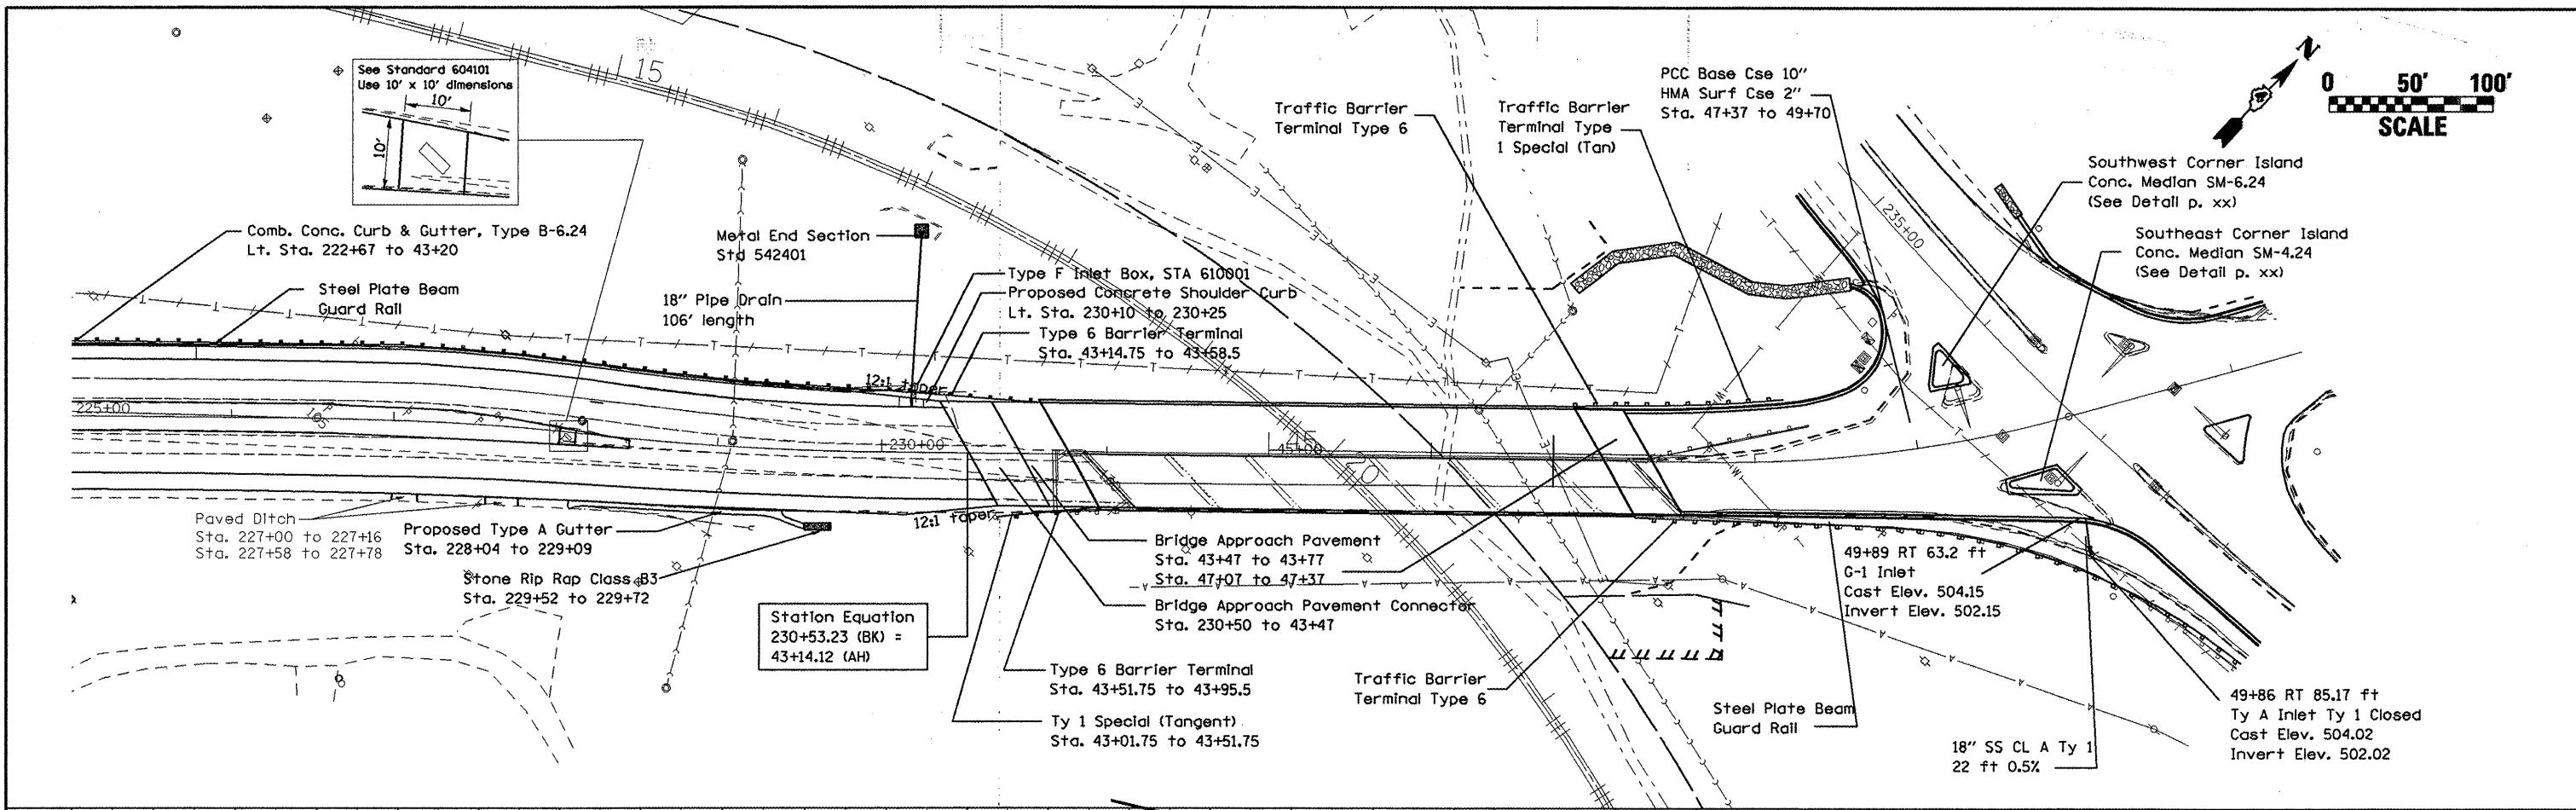 See Standard 604101
Use 10' x 10' dimensions
10'
10'
15
Comb. Conc. Curb & Gutter, Type B-6.24
Lt. Sta. 222+67 to 43+20
Steel Plate Beam
Guard Rail
Metal End Section
Std 542401
18" Pipe Drain
106' length
Type F Inlet Box, STA 610001
Proposed Concrete Shoulder Curb
Lt. Sta. 230+10 to 230+25
Type 6 Barrier Terminal
Sta. 43+14.75 to 43+58.5
Traffic Barrier
Terminal Type 6
Traffic Barrier
Terminal Type
1 Special (Tan)
PCC Base Cse 10"
HMA Surf Cse 2"
Sta. 47+37 to 49+70
N
0 50' 100'
SCALE
Southwest Corner Island
Conc. Median SM-6.24
(See Detail p. xx)
Southeast Corner Island
Conc. Median SM-4.24
(See Detail p. xx)
235+00
12:1 taper
225+00
230+00
45+00
12:1 taper
Paved Ditch
Sta. 227+00 to 227+16
Sta. 227+58 to 227+78
Proposed Type A Gutter
Sta. 228+04 to 229+09
Stone Rip Rap Class B3
Sta. 229+52 to 229+72
Station Equation
230+53.23 (BK) =
43+14.12 (AH)
Bridge Approach Pavement
Sta. 43+47 to 43+77
Sta. 47+07 to 47+37
Bridge Approach Pavement Connector
Sta. 230+50 to 43+47
Type 6 Barrier Terminal
Sta. 43+51.75 to 43+95.5
Ty 1 Special (Tangent)
Sta. 43+01.75 to 43+51.75
Traffic Barrier
Terminal Type 6
49+89 RT 63.2 ft
G-1 Inlet
Cast Elev. 504.15
Invert Elev. 502.15
Steel Plate Beam
Guard Rail
18" SS CL A Ty 1
22 ft 0.5%
49+86 RT 85.17 ft
Ty A Inlet Ty 1 Closed
Cast Elev. 504.02
Invert Elev. 502.02